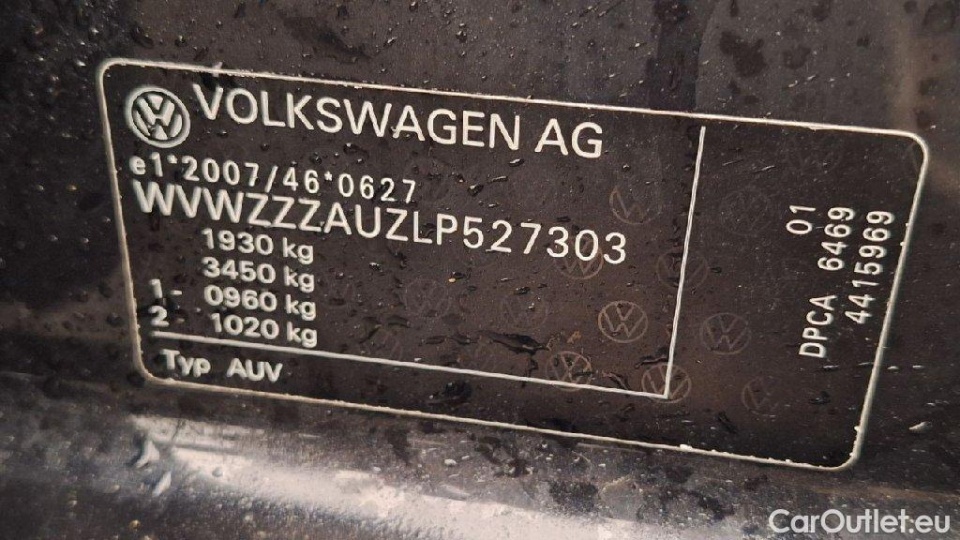 VOLKSWAGEN AG
e1*2007/46*0627
WVWZZZAUZLP527303
1930 kg
3450 kg
1 - 0960 kg
2 1020 kg
Typ AUV
01
DPCA 6469
4415969
CarOutlet.eu